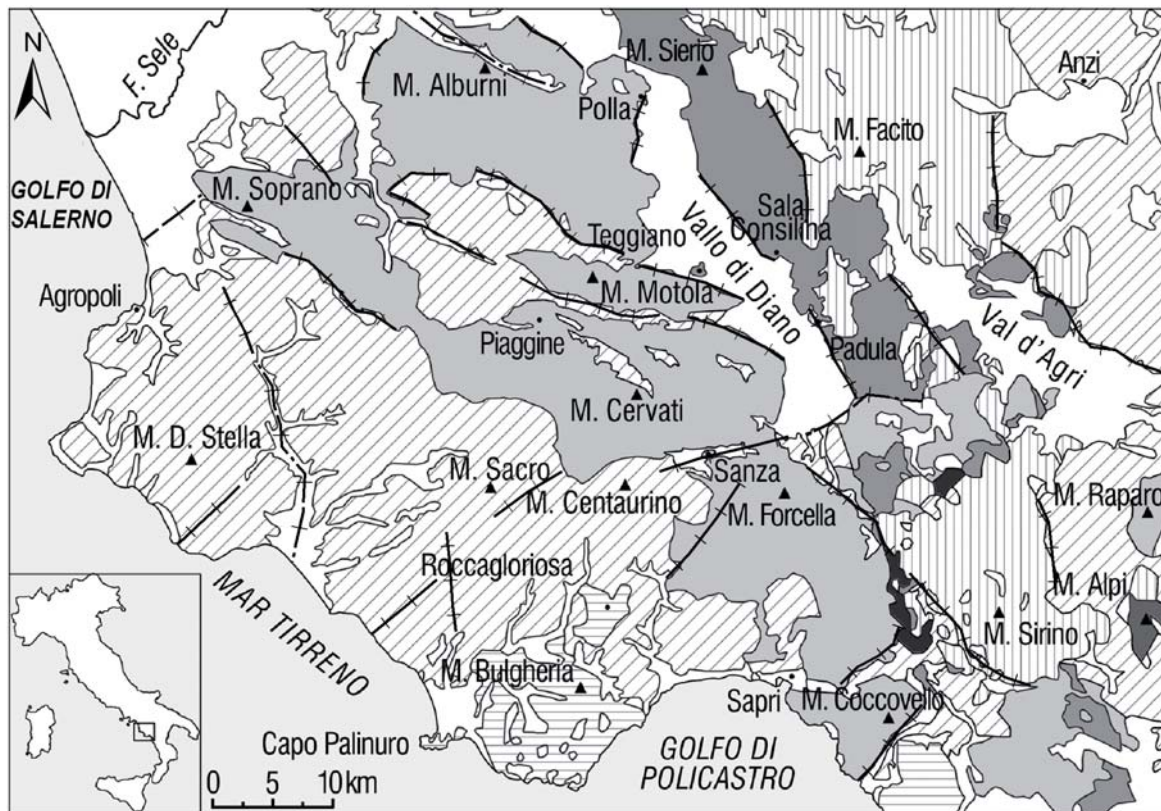 N
F. Sele
M. Alburni
M. Sierio
Polla
Anzi
M. Facito
GOLFO DI
SALERNO
M. Soprano
Sala
Consilina
Teggiano
Vallo di Diano
M. Motola
Agropoli
Piaggine
Padula
Val d'Agri
M. Cervati
M. D. Stella
M. Sacro
M. Centaurino
Sanza
M. Forcella
M. Raparo
Roccagloriosa
M. Alpi
M. Sirino
MAR TIRRENO
M. Bulgheria
Sapri
M. Coccovello
Capo Palinuro
GOLFO DI
POLICASTRO
0 5 10 km